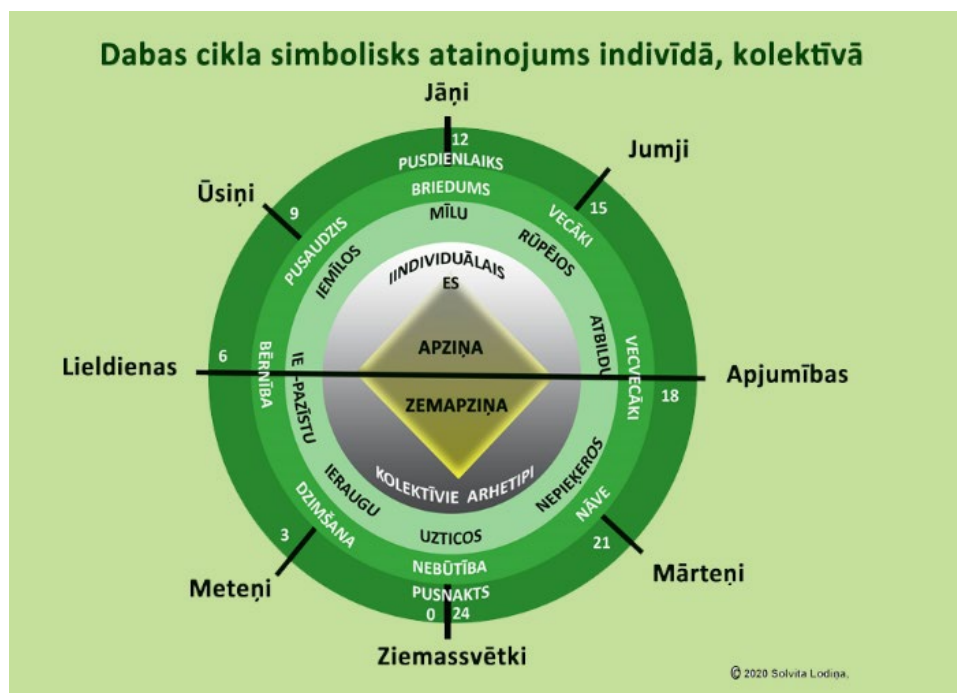 Dabas cikla simbolisks atainojums indivīdā, kolektīvā
Jāņi
Jumji
Apjumības
Mārteņi
Ziemassvētki
Meteņi
Lieldienas
Ūsiņi
12
PUSDIENLAIKS
15
18
21
PUSNAKTS
0 24
3
6
9
BRIEDUMS
VECĀKI
VECVECĀKI
NĀVE
NEBŪTĪBA
DZIMŠANA
BĒRNĪBA
PUSAUDZIS
MĪLU
RŪPĒJOS
ATBILDU
NEPIEĶEROS
UZTICOS
IERAUGU
IE -PAZĪSTU
IEMĪLOS
IINDIVIDUĀLAIS
ES
APZIŅA
ZEMAPZIŅA
KOLEKTĪVIE ARHETIPI
© 2020 Solvita Lodiņa,